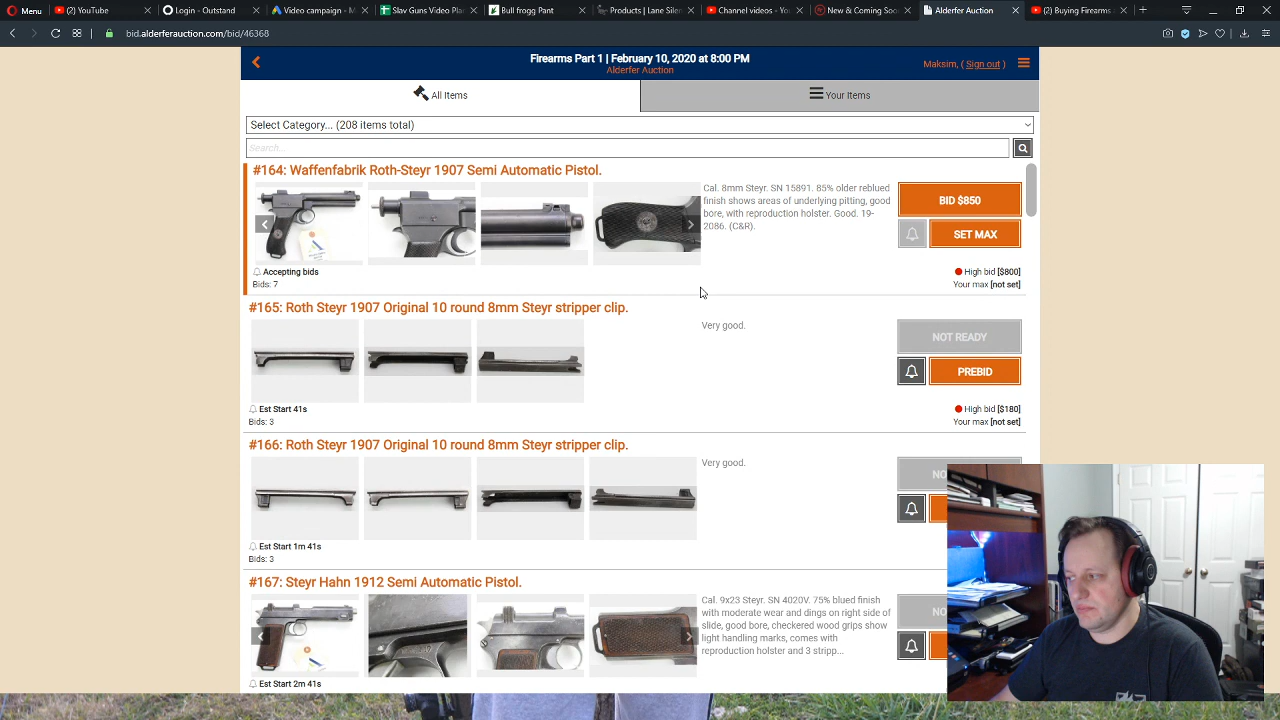 Menu
YouTube
Login - Outstand
Video campaign - M
Slav Guns Video Plac
Bull frogg Pant
Products | Lane Silen
Channel videos - Yo
New & Coming Soo
Alderfer Auction
(2) Buying Firearms
bid.alderferauction.com/bid/46368
Firearms Part 1 | February 10, 2020 at 8:00 PM
Alderfer Auction
Maksim, ( Sign out )
All Items
Your Items
Select Category... (208 items total)
Search...
#164: Waffenfabrik Roth-Steyr 1907 Semi Automatic Pistol.
Cal. 8mm Steyr. SN 15891. 85% older reblued
finish shows areas of underlying pitting, good
bore, with reproduction holster. Good. 19-
2086. (C&R).
BID $850
SET MAX
Accepting bids
Bids: 7
High bid [$800]
Your max [not set]
#165: Roth Steyr 1907 Original 10 round 8mm Steyr stripper clip.
Very good.
NOT READY
PREBID
Est Start 41s
Bids: 3
High bid [$180]
Your max [not set]
#166: Roth Steyr 1907 Original 10 round 8mm Steyr stripper clip.
Very good.
NO
Est Start 1m 41s
Bids: 3
#167: Steyr Hahn 1912 Semi Automatic Pistol.
Cal. 9x23 Steyr. SN 4020V. 75% blued finish
with moderate wear and dings on right side of
slide, good bore, checkered wood grips show
light handling marks, comes with
reproduction holster and 3 stripp...
NO
Est Start 2m 41s